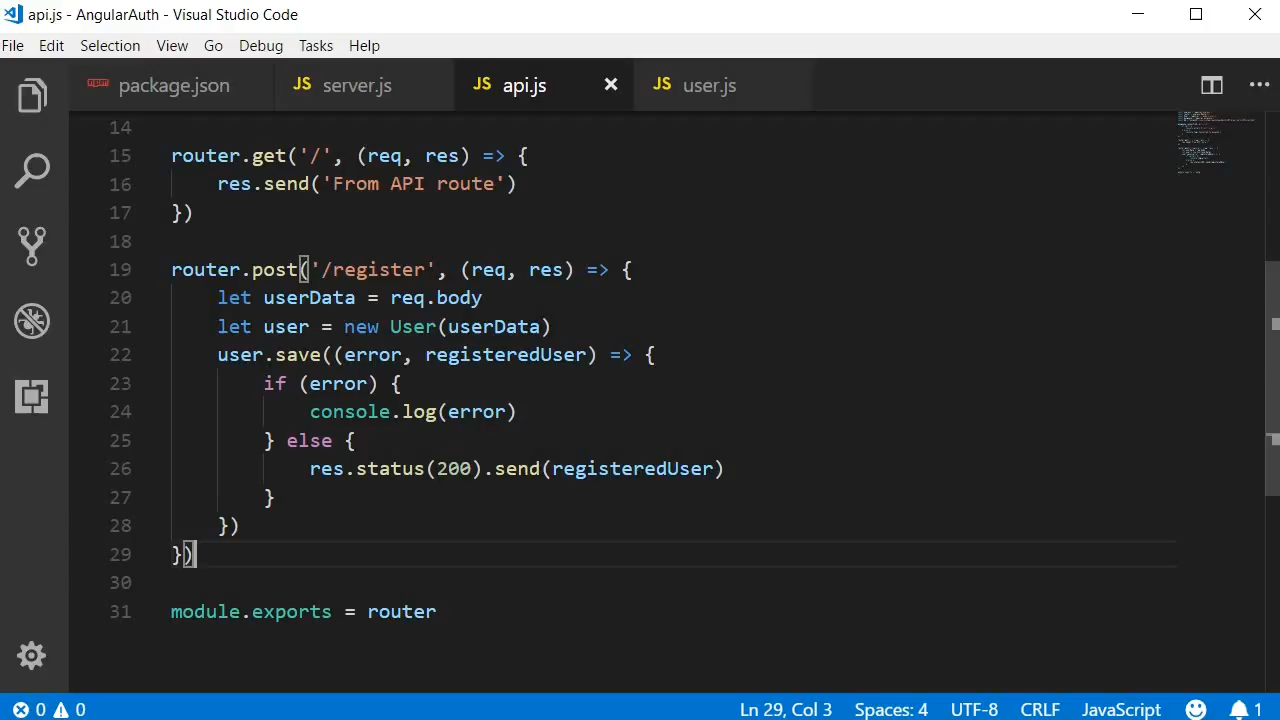 api.js - AngularAuth - Visual Studio Code
File Edit Selection View Go Debug Tasks Help
npm package.json JS server.js JS api.js JS user.js
14
15 router.get('/', (req, res) => {
16     res.send('From API route')
17 })
18
19 router.post('/register', (req, res) => {
20     let userData = req.body
21     let user = new User(userData)
22     user.save((error, registeredUser) => {
23         if (error) {
24             console.log(error)
25         } else {
26             res.status(200).send(registeredUser)
27         }
28     })
29 })
30
31 module.exports = router
0 0 Ln 29, Col 3 Spaces: 4 UTF-8 CRLF JavaScript 1